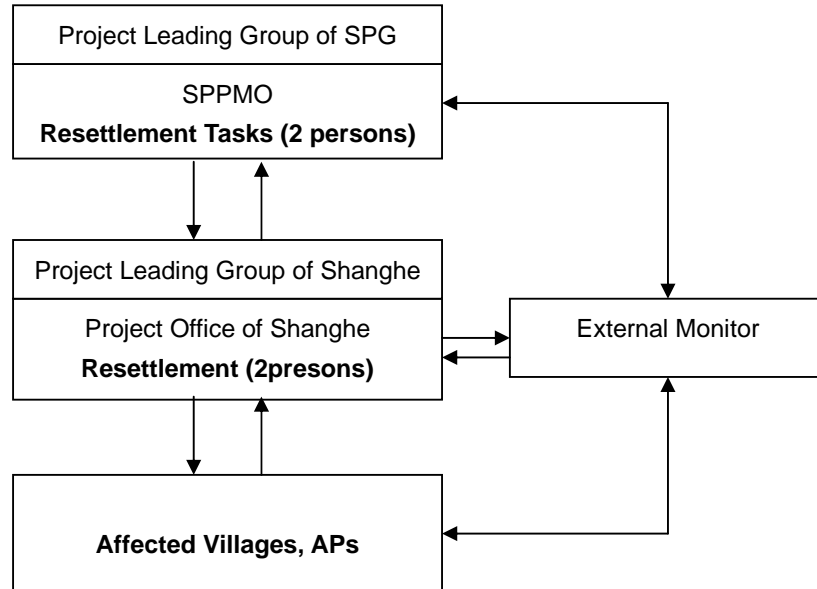 Project Leading Group of SPG
SPPMO
Resettlement Tasks (2 persons)
Project Leading Group of Shanghe
Project Office of Shanghe
Resettlement (2presons)
External Monitor
Affected Villages, APs